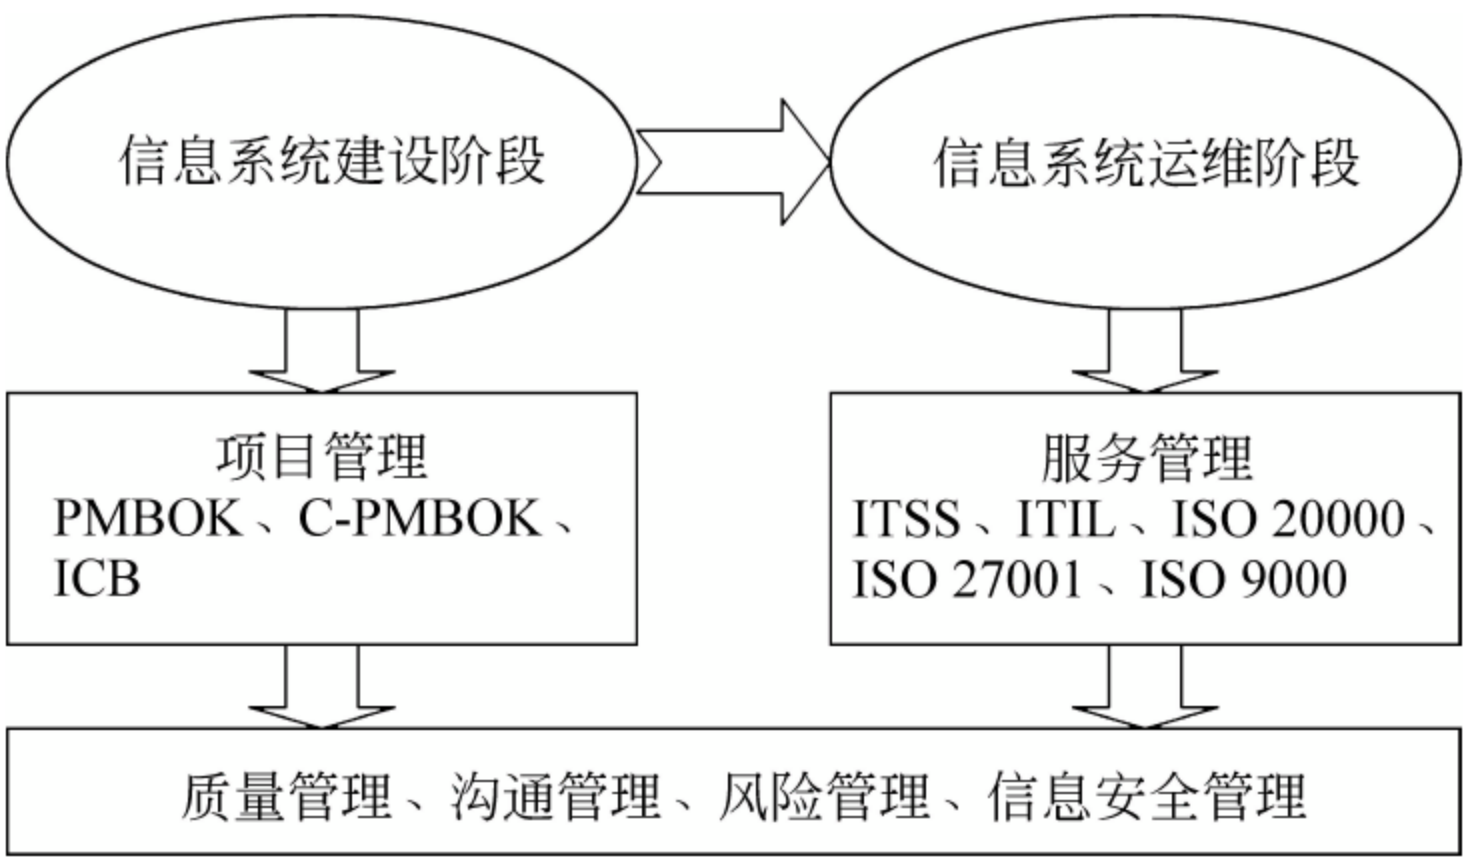 信息系统建设阶段
信息系统运维阶段
项目管理
PMBOK、C-PMBOK、
ICB
服务管理
ITSS、ITIL、ISO 20000、
ISO 27001、ISO 9000
质量管理、沟通管理、风险管理、信息安全管理